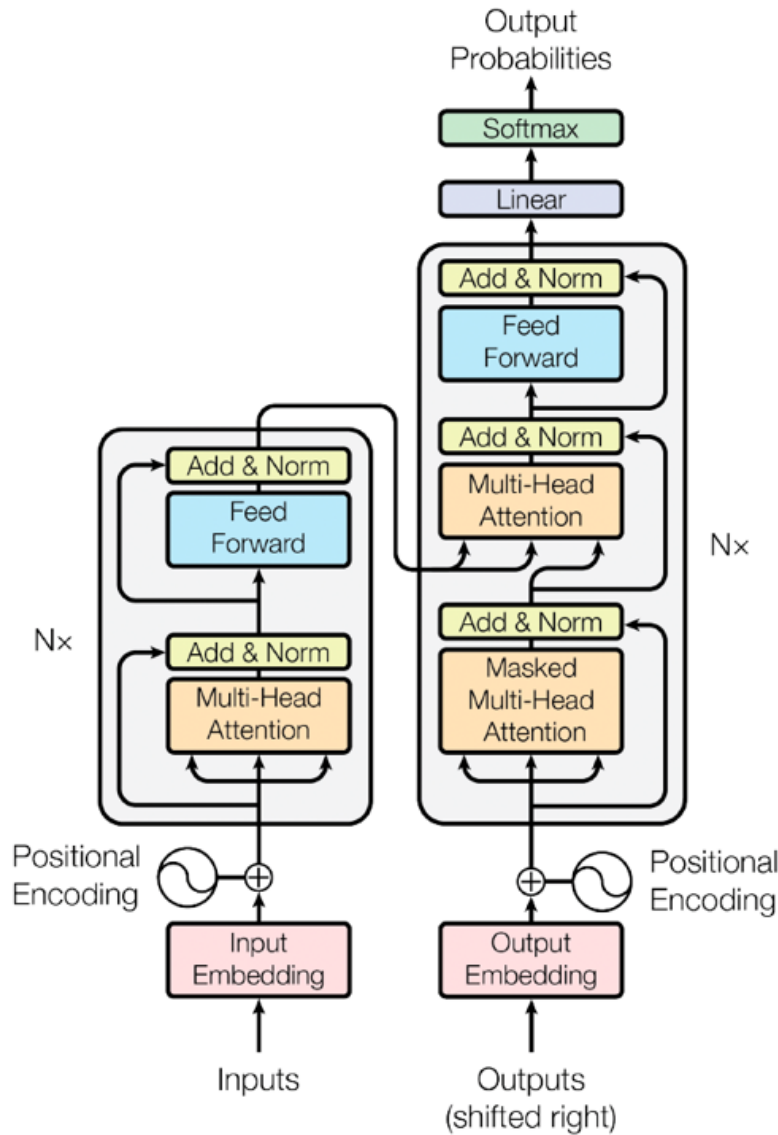 Output
Probabilities
Softmax
Linear
Add & Norm
Feed
Forward
Add & Norm
Multi-Head
Attention
Nx
Add & Norm
Masked
Multi-Head
Attention
Add & Norm
Feed
Forward
Nx
Add & Norm
Multi-Head
Attention
Positional
Encoding
Input
Embedding
Inputs
Positional
Encoding
Output
Embedding
Outputs
(shifted right)